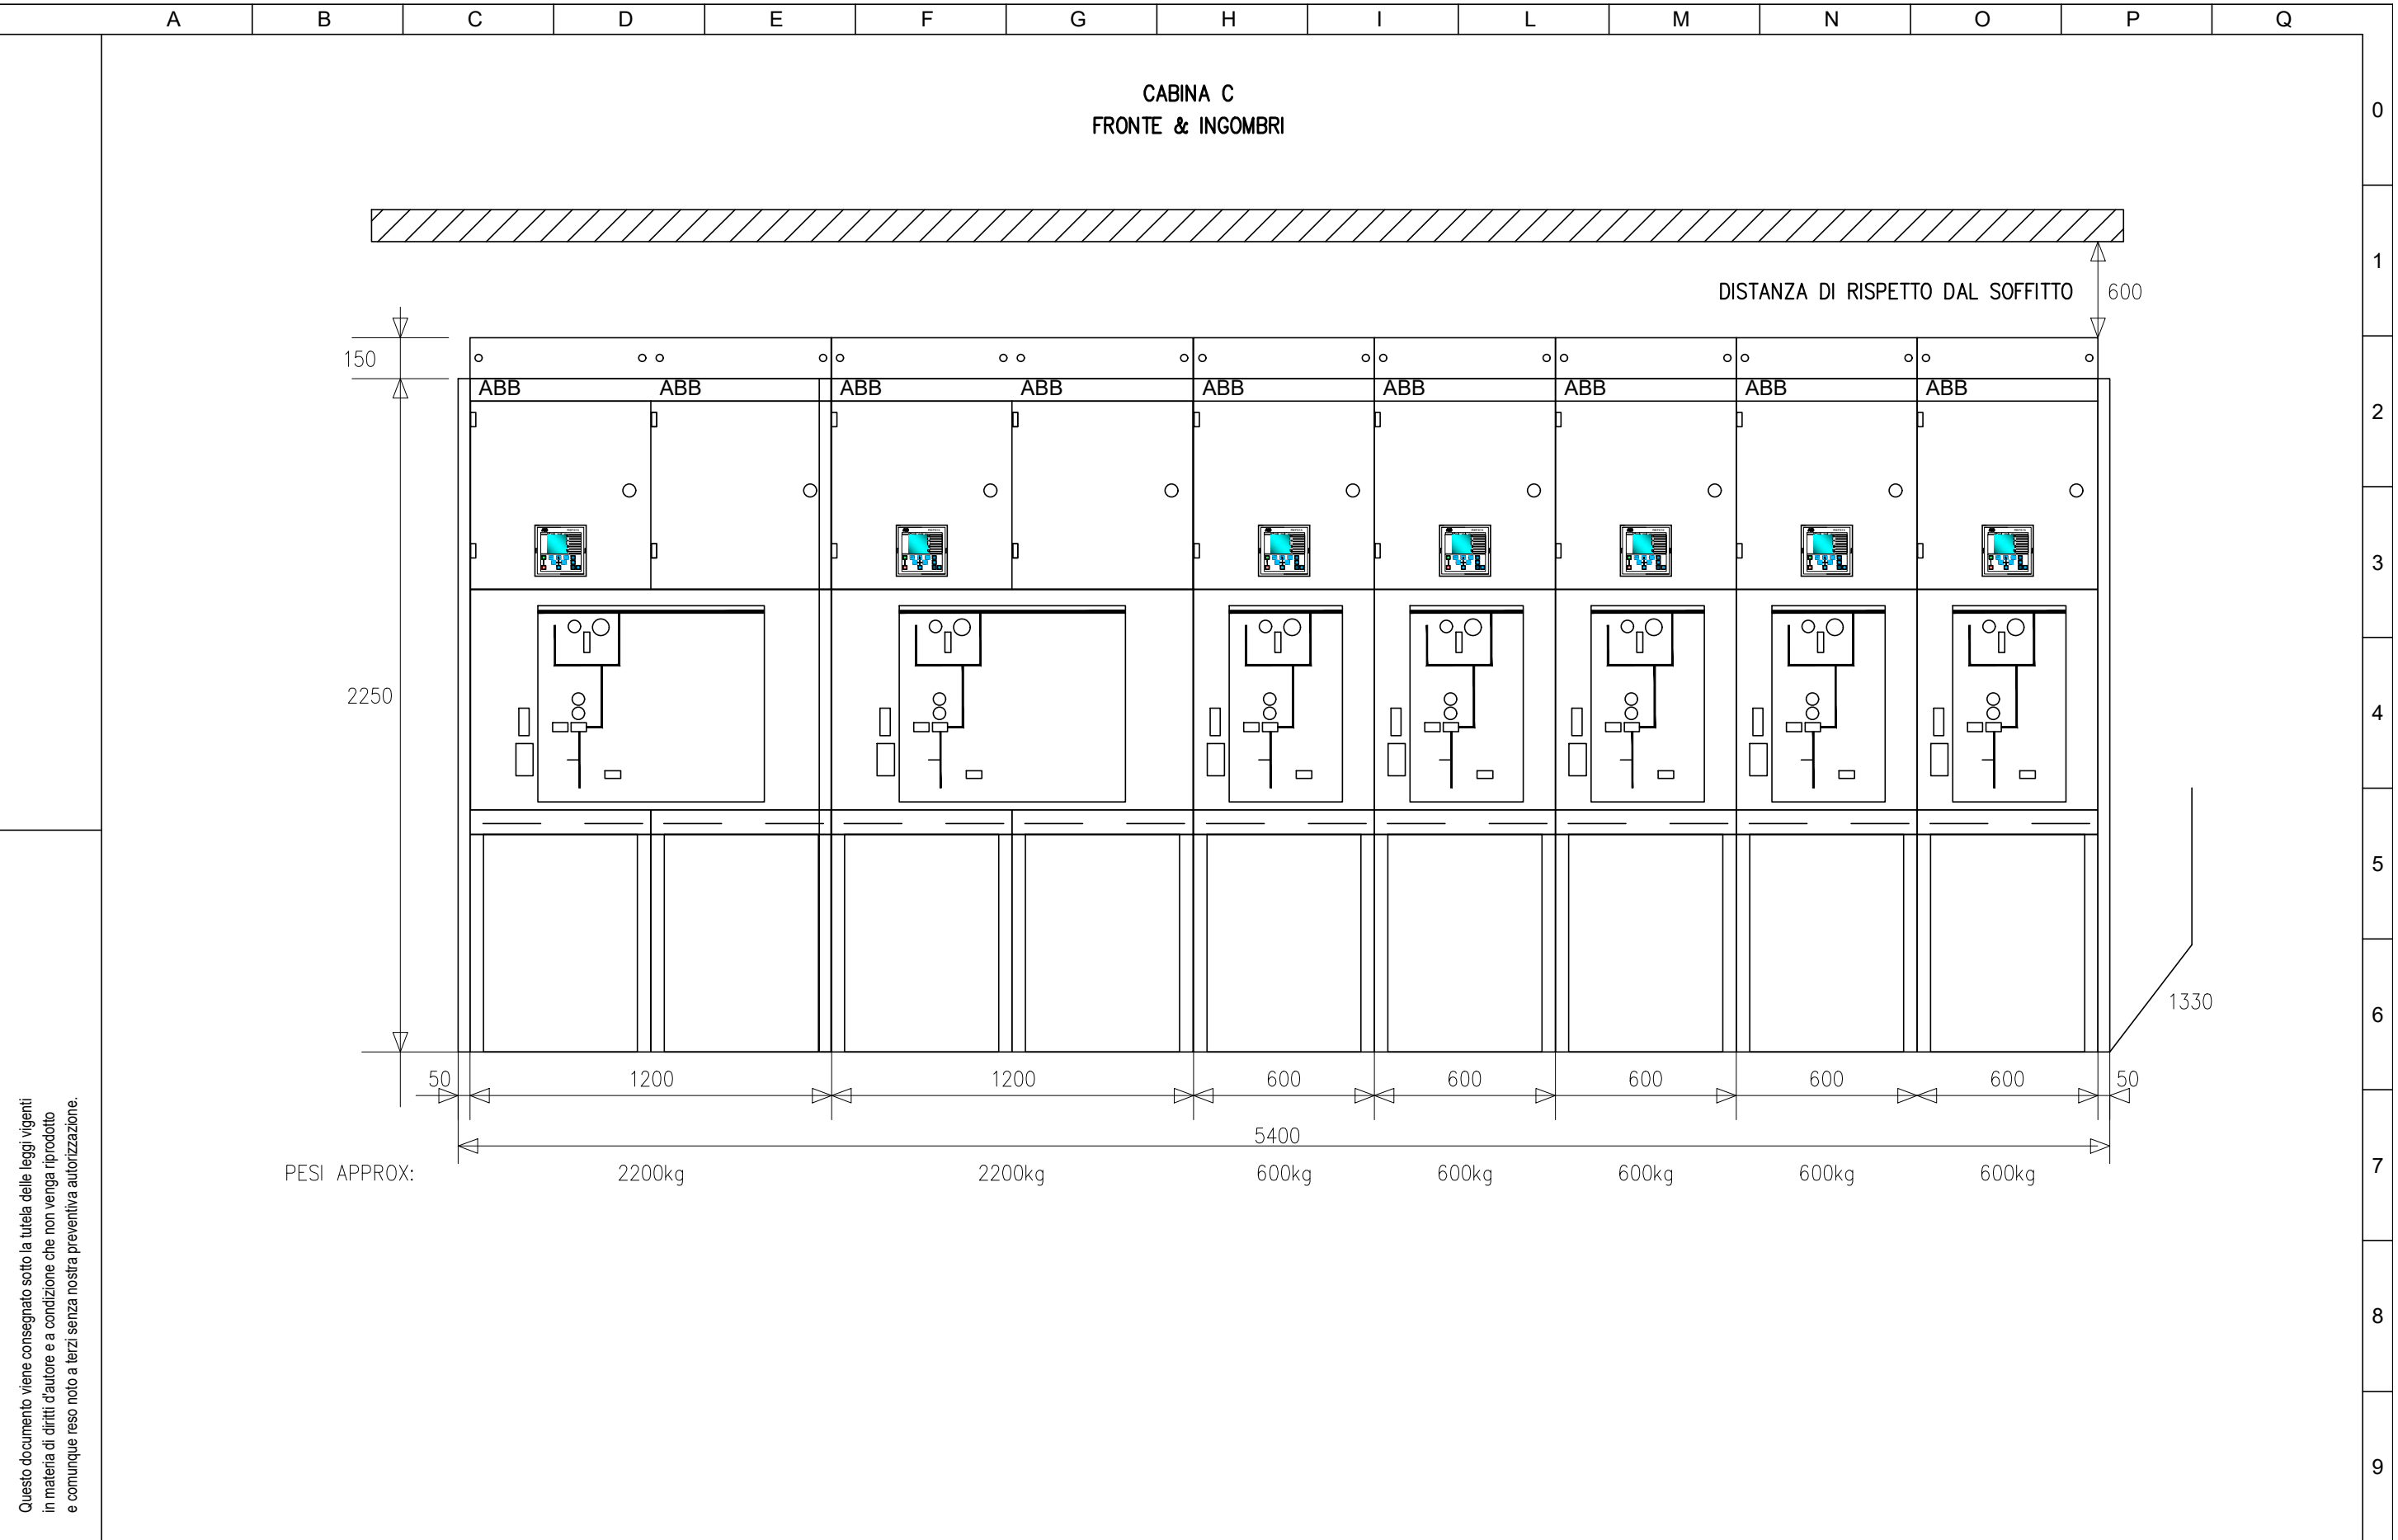 A B C D E F G H I L M N O P Q
CABINA C
FRONTE & INGOMBRI
0
1
DISTANZA DI RISPETTO DAL SOFFITTO 600
150
ABB ABB ABB ABB ABB ABB ABB ABB ABB
2
3
2250
4
5
1330
6
50 1200 1200 600 600 600 600 600 50
5400
PESI APPROX: 2200kg 2200kg 600kg 600kg 600kg 600kg 600kg
7
8
9
Questo documento viene consegnato sotto la tutela delle leggi vigenti
in materia di diritti d'autore e a condizione che non venga riprodotto
e comunque reso noto a terzi senza nostra preventiva autorizzazione.